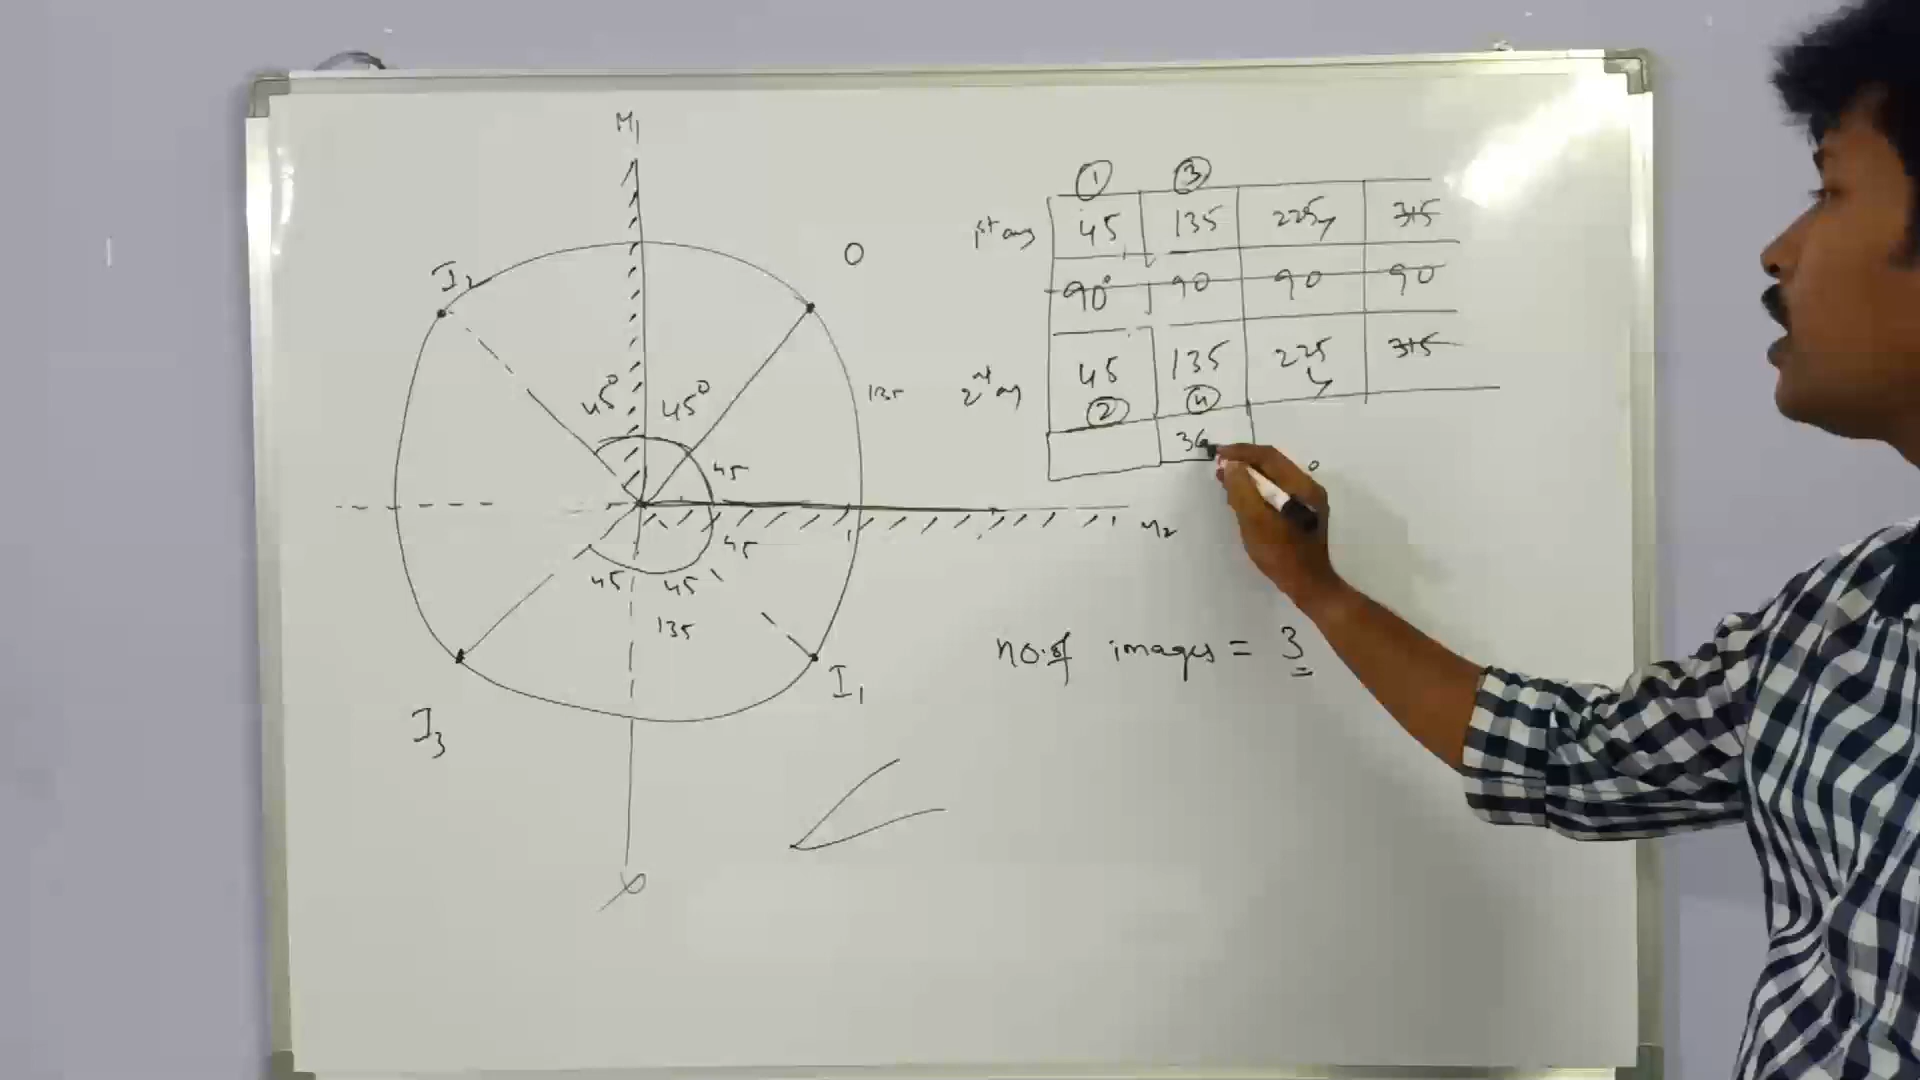 M1
① ③
O
1st ang 45 135 225 315
I2
90° 90 90 90
2nd ang 45 135 225 315
② ④
36
45° 45°
135
45
M2
45
45 45
135
no. of images = 3
I1
I3